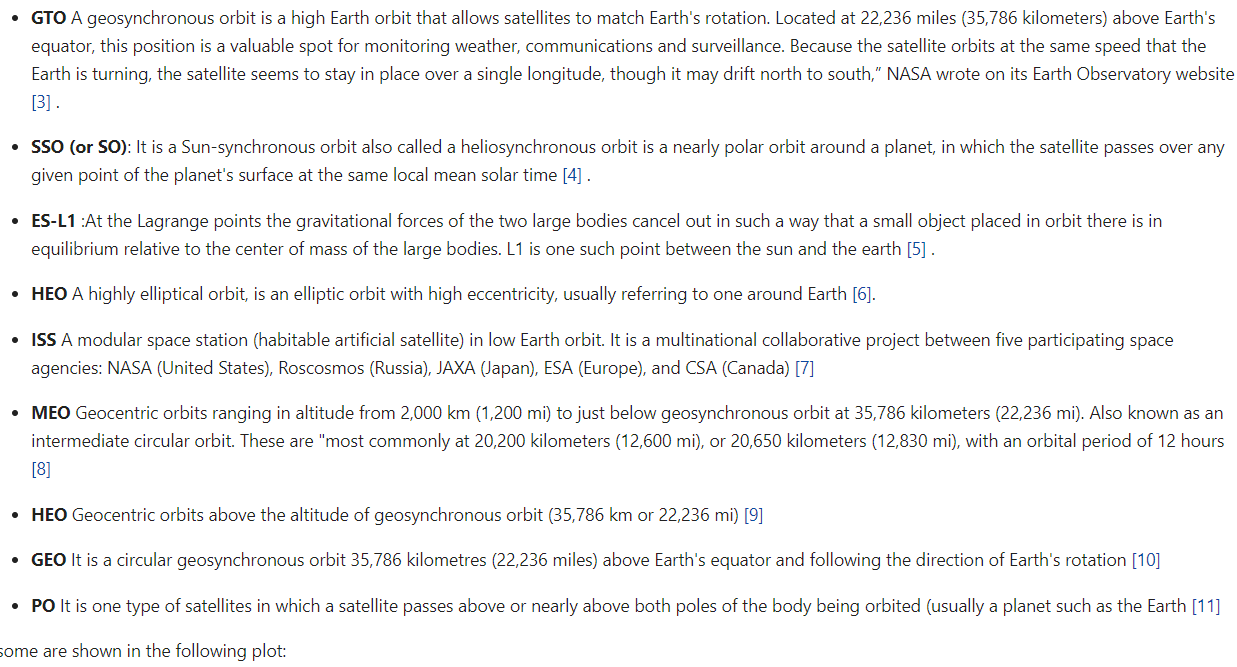 • GTO A geosynchronous orbit is a high Earth orbit that allows satellites to match Earth's rotation. Located at 22,236 miles (35,786 kilometers) above Earth's
equator, this position is a valuable spot for monitoring weather, communications and surveillance. Because the satellite orbits at the same speed that the
Earth is turning, the satellite seems to stay in place over a single longitude, though it may drift north to south,” NASA wrote on its Earth Observatory website
[3] .
• SSO (or SO): It is a Sun-synchronous orbit also called a heliosynchronous orbit is a nearly polar orbit around a planet, in which the satellite passes over any
given point of the planet's surface at the same local mean solar time [4] .
• ES-L1 :At the Lagrange points the gravitational forces of the two large bodies cancel out in such a way that a small object placed in orbit there is in
equilibrium relative to the center of mass of the large bodies. L1 is one such point between the sun and the earth [5] .
• HEO A highly elliptical orbit, is an elliptic orbit with high eccentricity, usually referring to one around Earth [6].
• ISS A modular space station (habitable artificial satellite) in low Earth orbit. It is a multinational collaborative project between five participating space
agencies: NASA (United States), Roscosmos (Russia), JAXA (Japan), ESA (Europe), and CSA (Canada) [7]
• MEO Geocentric orbits ranging in altitude from 2,000 km (1,200 mi) to just below geosynchronous orbit at 35,786 kilometers (22,236 mi). Also known as an
intermediate circular orbit. These are "most commonly at 20,200 kilometers (12,600 mi), or 20,650 kilometers (12,830 mi), with an orbital period of 12 hours
[8]
• HEO Geocentric orbits above the altitude of geosynchronous orbit (35,786 km or 22,236 mi) [9]
• GEO It is a circular geosynchronous orbit 35,786 kilometres (22,236 miles) above Earth's equator and following the direction of Earth's rotation [10]
• PO It is one type of satellites in which a satellite passes above or nearly above both poles of the body being orbited (usually a planet such as the Earth [11]
some are shown in the following plot: